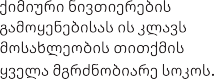 ქიმიური ნივთიერების
გამოყენებისას ის კლავს
მოსახლეობის თითქმის
ყველა მგრძნობიარე სოკოს.